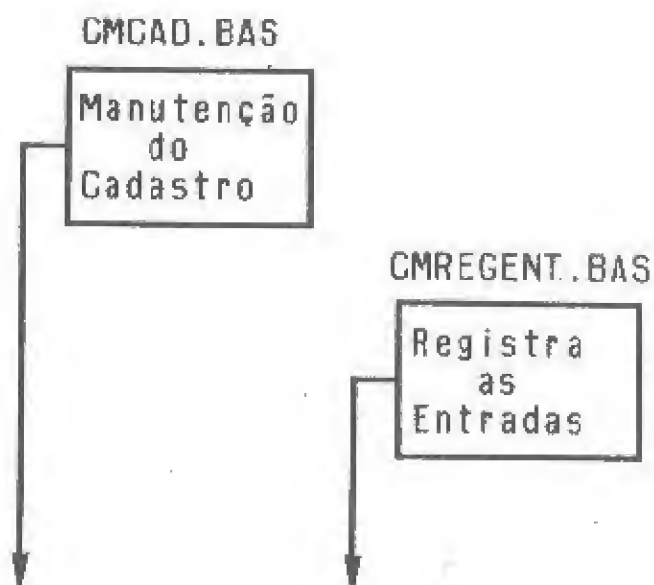 CMCAD.BAS
Manutenção
do
Cadastro
CMREGENT.BAS
Registra
as
Entradas